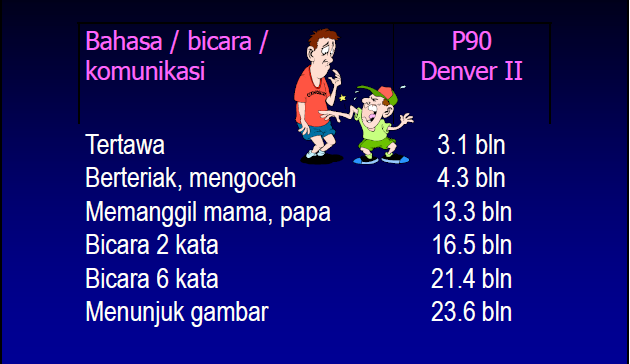 Bahasa / bicara /
komunikasi
P90
Denver II
Tertawa 3.1 bln
Berteriak, mengoceh 4.3 bln
Memanggil mama, papa 13.3 bln
Bicara 2 kata 16.5 bln
Bicara 6 kata 21.4 bln
Menunjuk gambar 23.6 bln